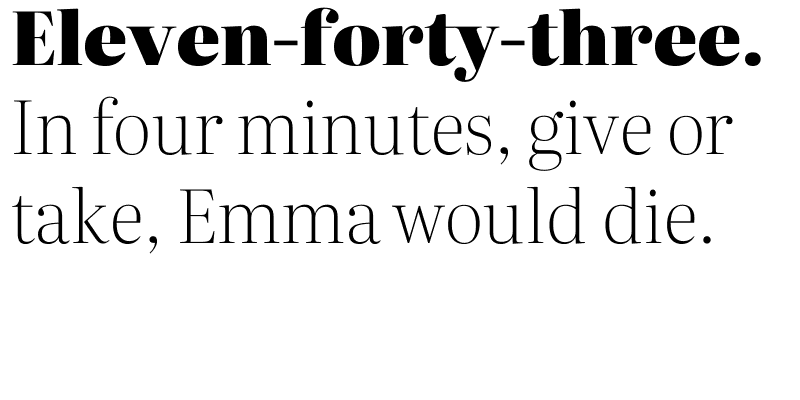 Eleven-forty-three.
In four minutes, give or
take, Emma would die.